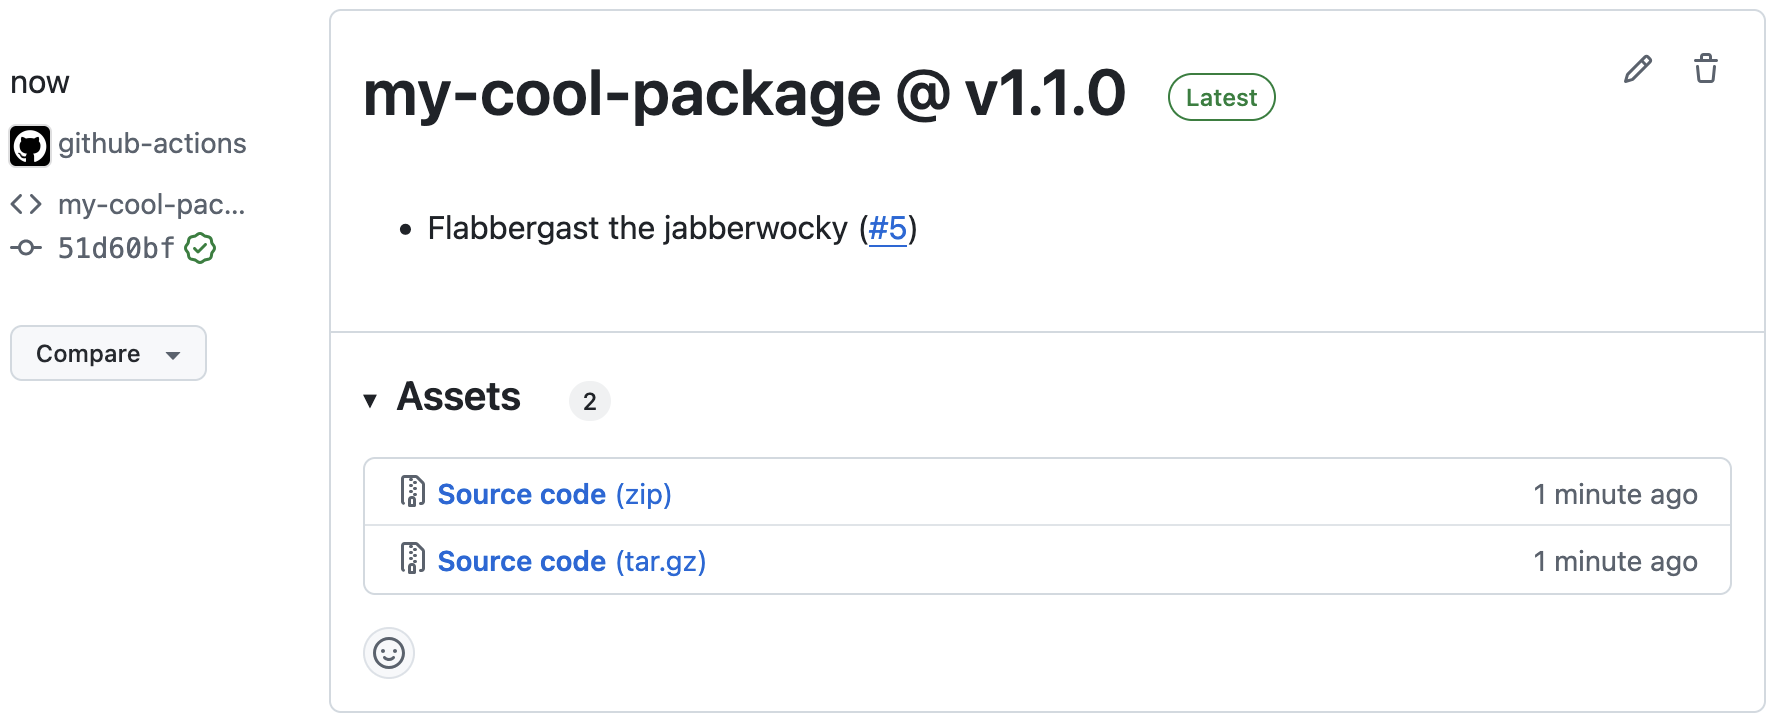 now
github-actions
my-cool-pac...
51d60bf
Compare
my-cool-package @ v1.1.0
Latest
• Flabbergast the jabberwocky (#5)
Assets
2
Source code (zip)
1 minute ago
Source code (tar.gz)
1 minute ago